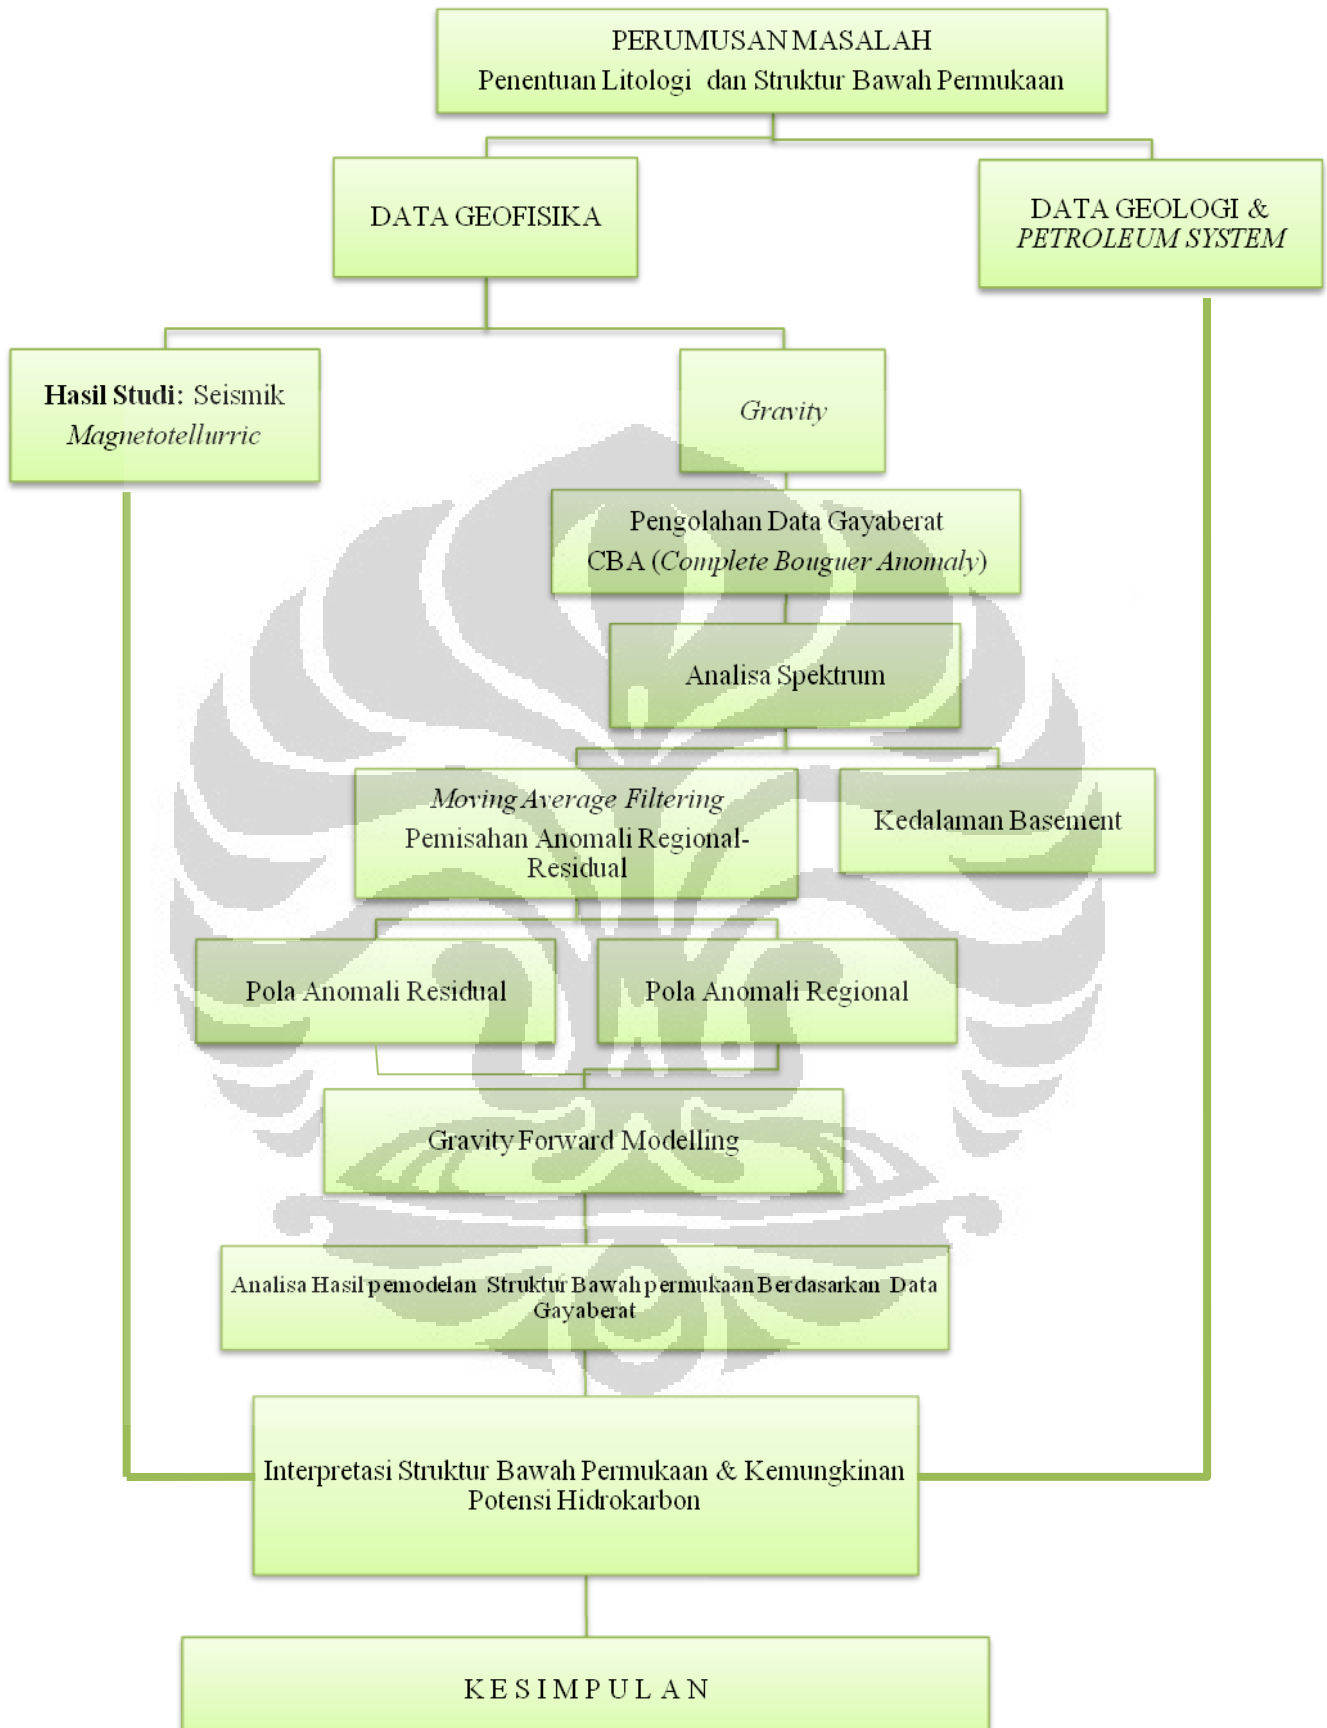 PERUMUSAN MASALAH
Penentuan Litologi dan Struktur Bawah Permukaan
DATA GEOFISIKA
DATA GEOLOGI &
PETROLEUM SYSTEM
Hasil Studi: Seismik
Magnetotellurric
Gravity
Pengolahan Data Gayaberat
CBA (Complete Bouguer Anomaly)
Analisa Spektrum
Moving Average Filtering
Pemisahan Anomali Regional-
Residual
Kedalaman Basement
Pola Anomali Residual
Pola Anomali Regional
Gravity Forward Modelling
Analisa Hasil pemodelan Struktur Bawah permukaan Berdasarkan Data
Gayaberat
Interpretasi Struktur Bawah Permukaan & Kemungkinan
Potensi Hidrokarbon
K E S I M P U L A N